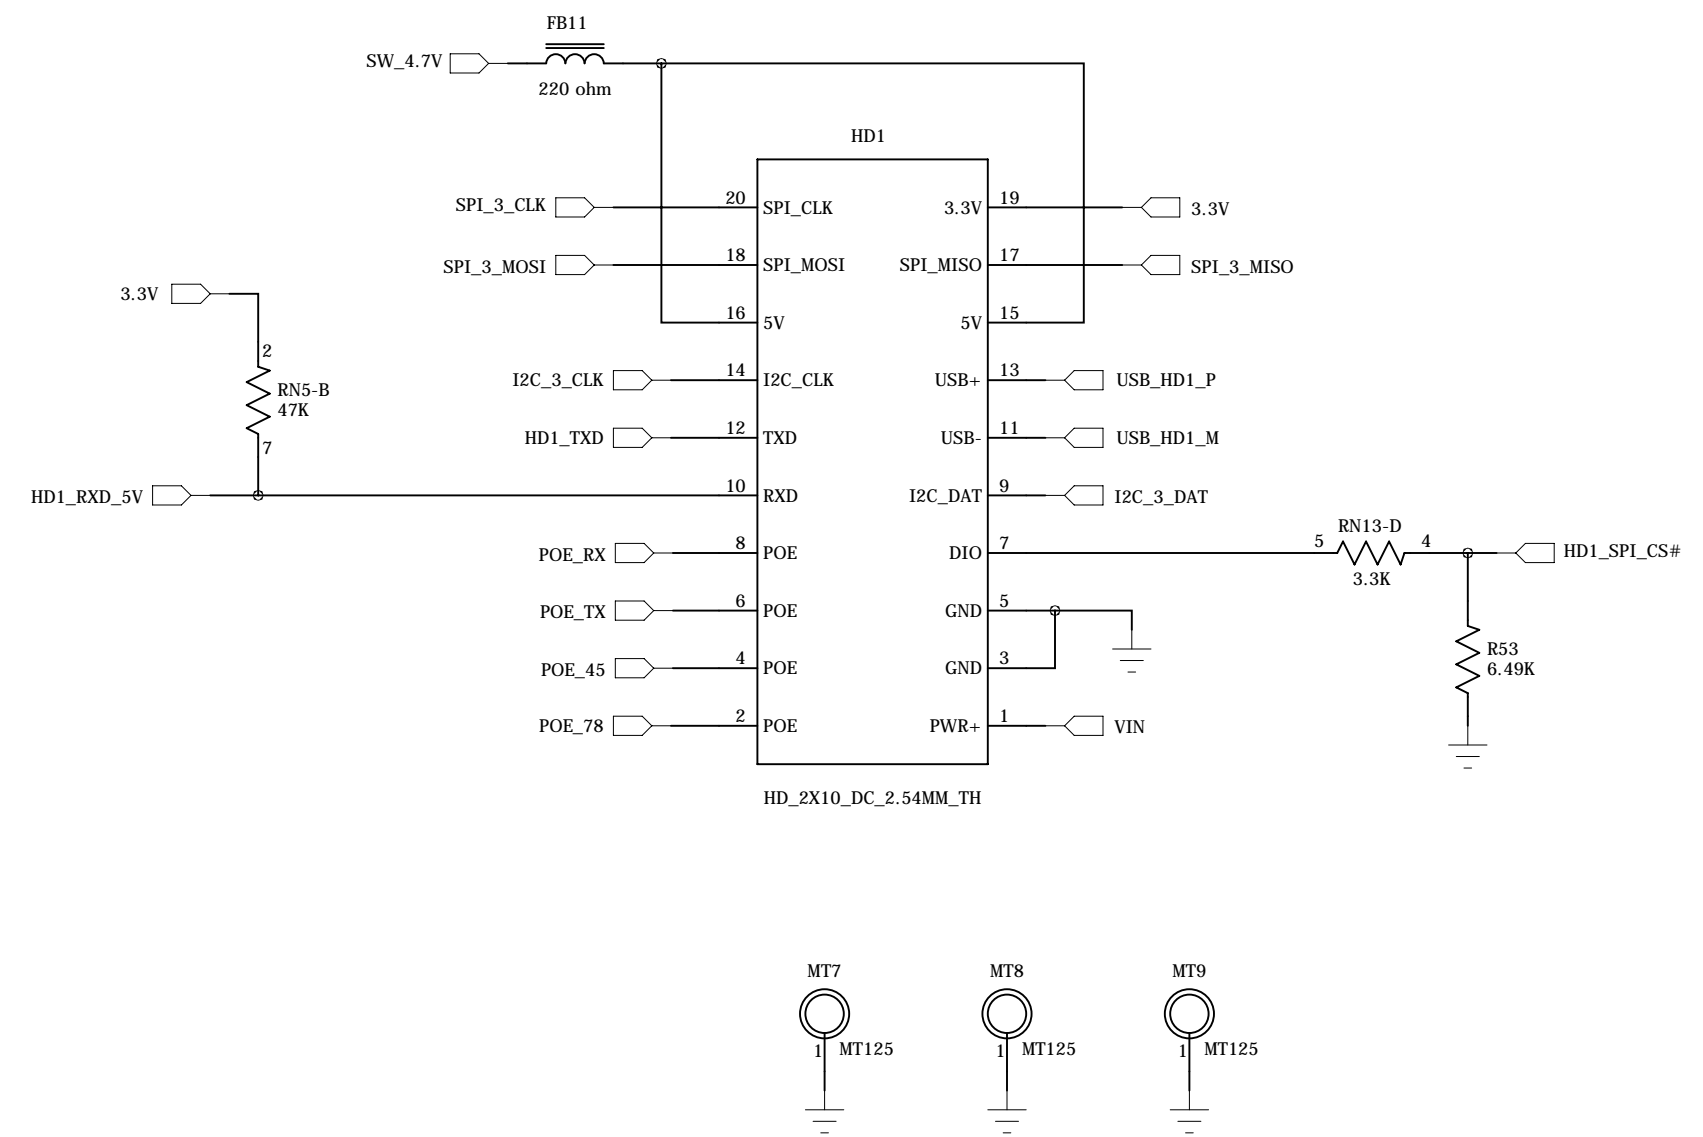 FB11
SW_4.7V
220 ohm
HD1
SPI_3_CLK 20 SPI_CLK 3.3V 19 3.3V
SPI_3_MOSI 18 SPI_MOSI SPI_MISO 17 SPI_3_MISO
3.3V
16 5V 5V 15
2
I2C_3_CLK 14 I2C_CLK USB+ 13 USB_HD1_P
RN5-B
47K
HD1_TXD 12 TXD USB- 11 USB_HD1_M
7
HD1_RXD_5V 10 RXD I2C_DAT 9 I2C_3_DAT
RN13-D
POE_RX 8 POE DIO 7 5 4 HD1_SPI_CS#
3.3K
POE_TX 6 POE GND 5
R53
6.49K
POE_45 4 POE GND 3
POE_78 2 POE PWR+ 1 VIN
HD_2X10_DC_2.54MM_TH
MT7 MT8 MT9
1 MT125 1 MT125 1 MT125